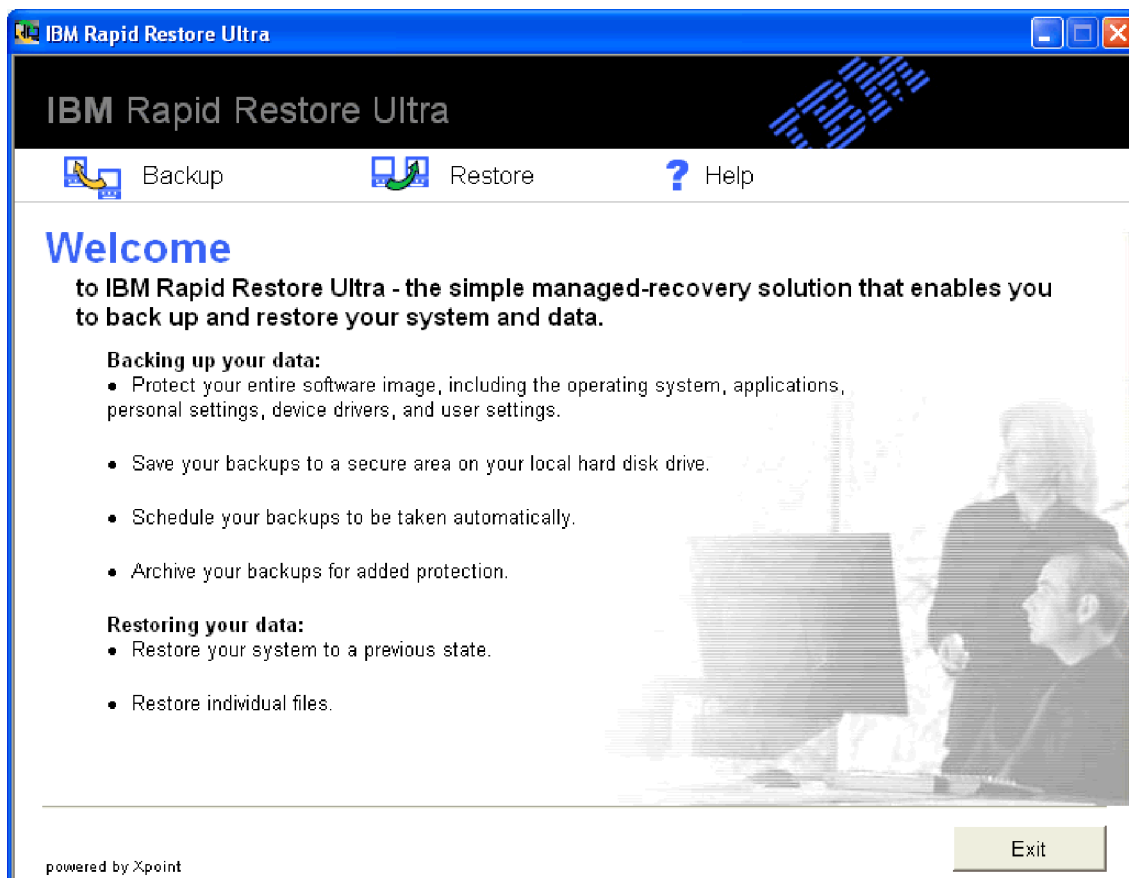 IBM Rapid Restore Ultra
IBM Rapid Restore Ultra
IBM
Backup
Restore
? Help
Welcome
to IBM Rapid Restore Ultra - the simple managed-recovery solution that enables you
to back up and restore your system and data.
Backing up your data:
• Protect your entire software image, including the operating system, applications,
personal settings, device drivers, and user settings.
• Save your backups to a secure area on your local hard disk drive.
• Schedule your backups to be taken automatically.
• Archive your backups for added protection.
Restoring your data:
• Restore your system to a previous state.
• Restore individual files.
Exit
powered by Xpoint